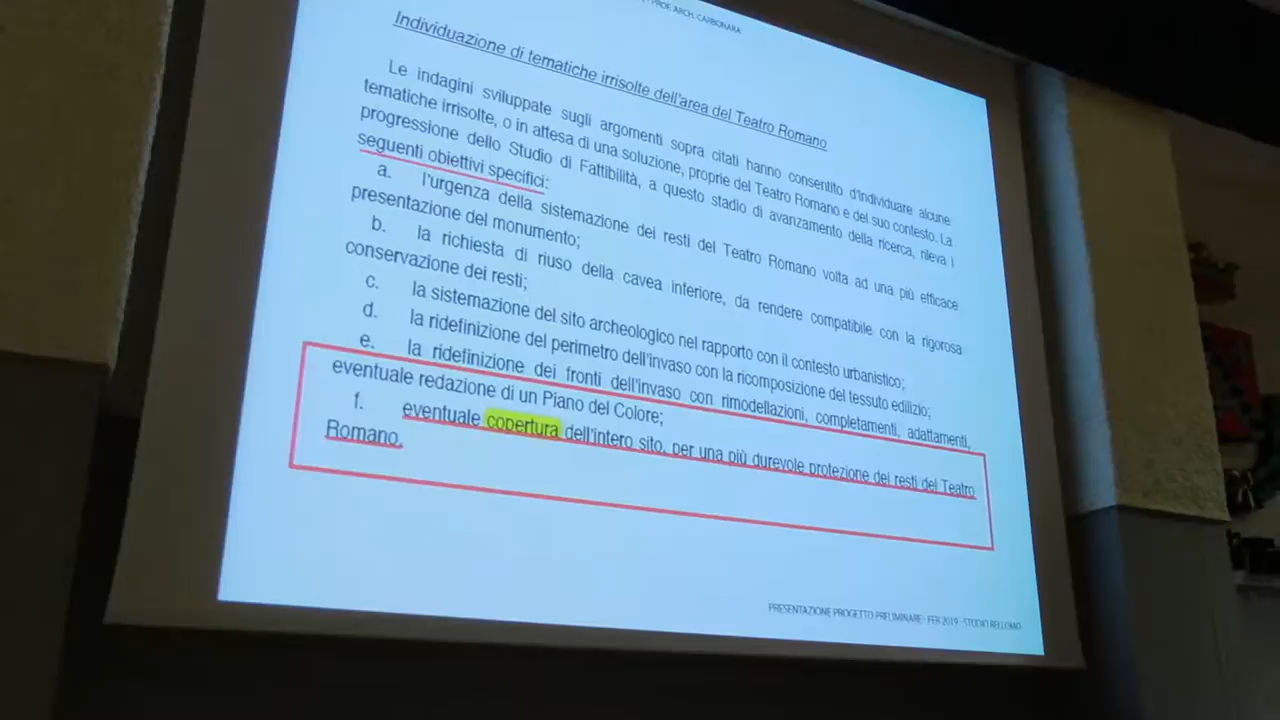 PROF. ARCH. CARBONARA
Individuazione di tematiche irrisolte dell'area del Teatro Romano
Le indagini sviluppate sugli argomenti sopra citati hanno consentito d'individuare alcune
tematiche irrisolte, o in attesa di una soluzione, proprie del Teatro Romano e del suo contesto. La
progressione dello Studio di Fattibilità, a questo stadio di avanzamento della ricerca, rileva i
seguenti obiettivi specifici:
a. l'urgenza della sistemazione dei resti del Teatro Romano volta ad una più efficace
presentazione del monumento;
b. la richiesta di riuso della cavea inferiore, da rendere compatibile con la rigorosa
conservazione dei resti;
c. la sistemazione del sito archeologico nel rapporto con il contesto urbanistico;
d. la ridefinizione del perimetro dell'invaso con la ricomposizione del tessuto edilizio;
e. la ridefinizione dei fronti dell'invaso con rimodellazioni, completamenti, adattamenti,
eventuale redazione di un Piano del Colore;
f. eventuale copertura dell'intero sito, per una più durevole protezione dei resti del Teatro
Romano.
PRESENTAZIONE PROGETTO PRELIMINARE - FEB 2019 - STUDIO BELLOMO